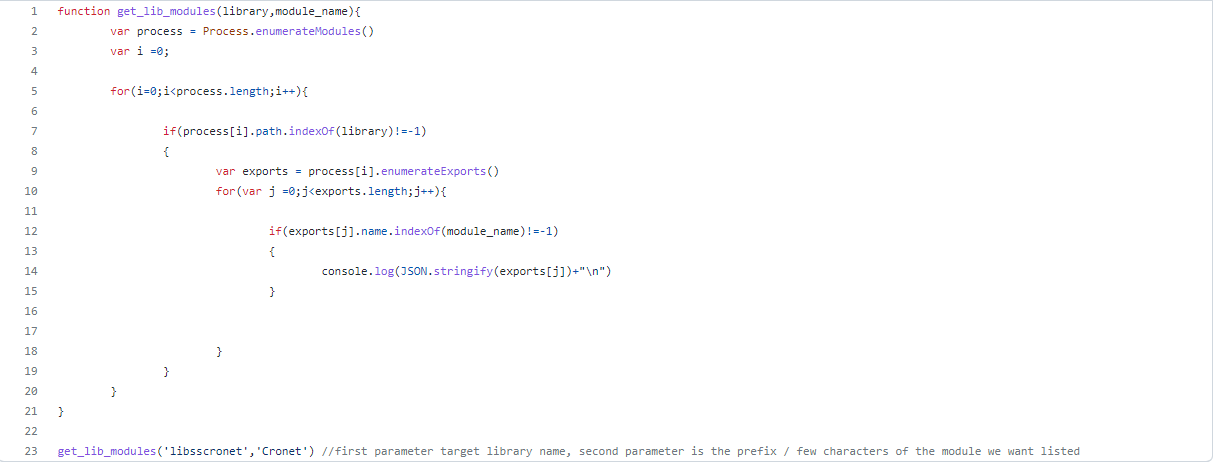 1 function get_lib_modules(library,module_name){
2 var process = Process.enumerateModules()
3 var i =0;
4
5 for(i=0;i<process.length;i++){
6
7 if(process[i].path.indexOf(library)!=-1)
8 {
9 var exports = process[i].enumerateExports()
10 for(var j =0;j<exports.length;j++){
11
12 if(exports[j].name.indexOf(module_name)!=-1)
13 {
14 console.log(JSON.stringify(exports[j])+"\n")
15 }
16
17
18 }
19 }
20 }
21 }
22
23 get_lib_modules('libsscronet','Cronet') //first parameter target library name, second parameter is the prefix / few characters of the module we want listed